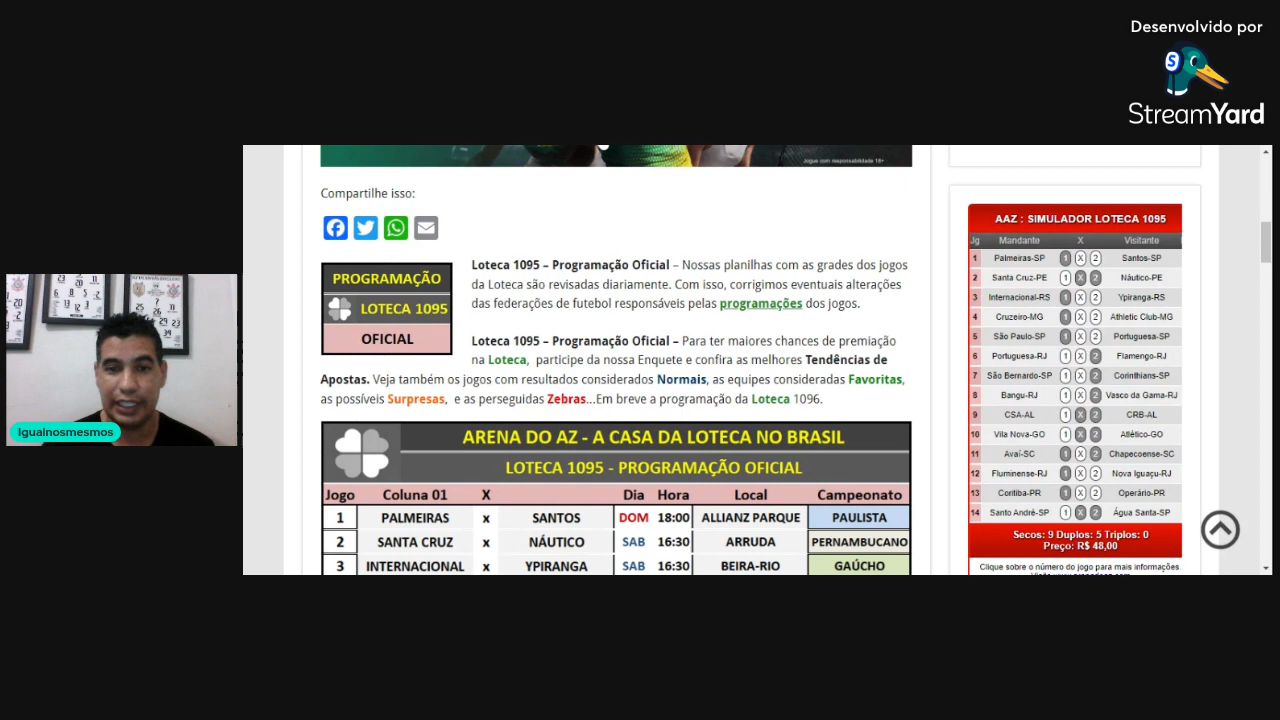 Desenvolvido por
StreamYard
Jogue com responsabilidade 18+
Compartilhe isso:
PROGRAMAÇÃO
LOTECA 1095
OFICIAL
Loteca 1095 – Programação Oficial – Nossas planilhas com as grades dos jogos
da Loteca são revisadas diariamente. Com isso, corrigimos eventuais alterações
das federações de futebol responsáveis pelas programações dos jogos.
Loteca 1095 – Programação Oficial – Para ter maiores chances de premiação
na Loteca, participe da nossa Enquete e confira as melhores Tendências de
Apostas. Veja também os jogos com resultados considerados Normais, as equipes consideradas Favoritas,
as possíveis Surpresas, e as perseguidas Zebras...Em breve a programação da Loteca 1096.
ARENA DO AZ - A CASA DA LOTECA NO BRASIL
LOTECA 1095 - PROGRAMAÇÃO OFICIAL
Jogo Coluna 01 X Dia Hora Local Campeonato
1 PALMEIRAS x SANTOS DOM 18:00 ALLIANZ PARQUE PAULISTA
2 SANTA CRUZ x NÁUTICO SAB 16:30 ARRUDA PERNAMBUCANO
3 INTERNACIONAL x YPIRANGA SAB 16:30 BEIRA-RIO GAÚCHO
AAZ : SIMULADOR LOTECA 1095
Jg Mandante X Visitante
1 Palmeiras-SP 1 X 2 Santos-SP
2 Santa Cruz-PE 1 X 2 Náutico-PE
3 Internacional-RS 1 X 2 Ypiranga-RS
4 Cruzeiro-MG 1 X 2 Athletic Club-MG
5 São Paulo-SP 1 X 2 Portuguesa-SP
6 Portuguesa-RJ 1 X 2 Flamengo-RJ
7 São Bernardo-SP 1 X 2 Corinthians-SP
8 Bangu-RJ 1 X 2 Vasco da Gama-RJ
9 CSA-AL 1 X 2 CRB-AL
10 Vila Nova-GO 1 X 2 Atlético-GO
11 Avaí-SC 1 X 2 Chapecoense-SC
12 Fluminense-RJ 1 X 2 Nova Iguaçu-RJ
13 Coritiba-PR 1 X 2 Operário-PR
14 Santo André-SP 1 X 2 Água Santa-SP
Secos: 9 Duplos: 5 Triplos: 0
Preço: R$ 48,00
Clique sobre o número do jogo para mais informações.
Igualnosmesmos